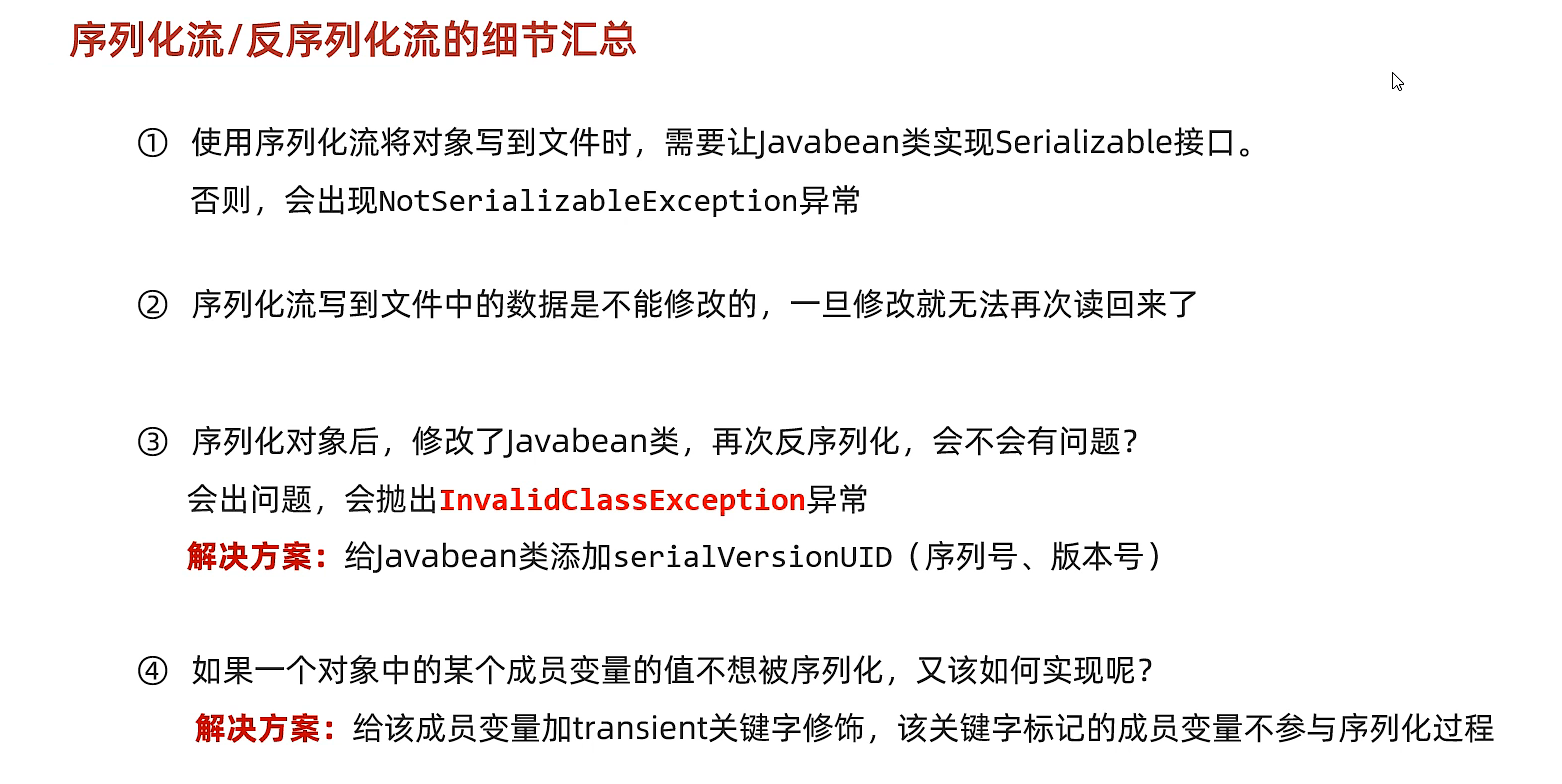 序列化流/反序列化流的细节汇总
① 使用序列化流将对象写到文件时，需要让Javabean类实现Serializable接口。
否则，会出现NotSerializableException异常
② 序列化流写到文件中的数据是不能修改的，一旦修改就无法再次读回来了
③ 序列化对象后，修改了Javabean类，再次反序列化，会不会有问题？
会出问题，会抛出InvalidClassException异常
解决方案：给Javabean类添加serialVersionUID（序列号、版本号）
④ 如果一个对象中的某个成员变量的值不想被序列化，又该如何实现呢？
解决方案：给该成员变量加transient关键字修饰，该关键字标记的成员变量不参与序列化过程